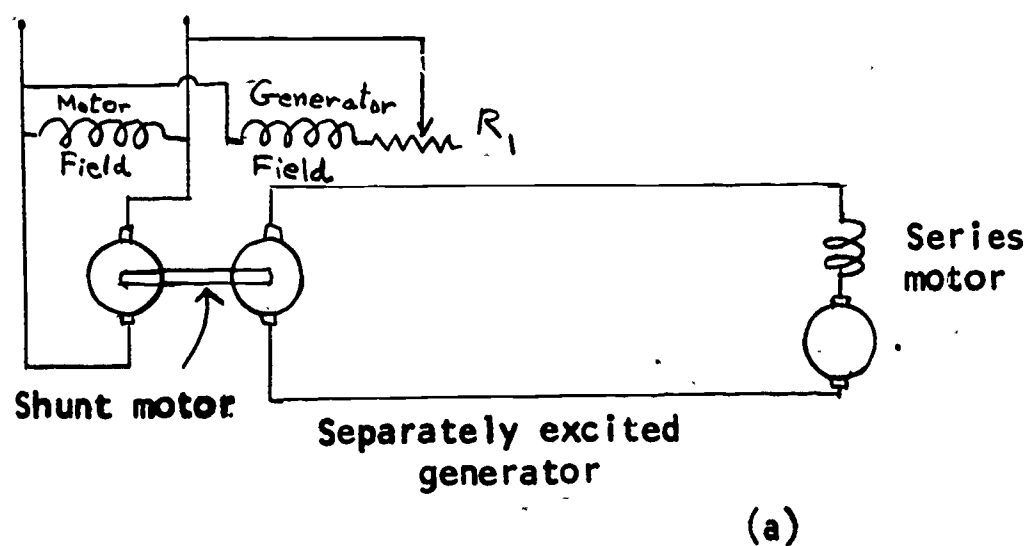 Motor
Field
Generator
Field
R1
Series
motor
Shunt motor
Separately excited
generator
(a)